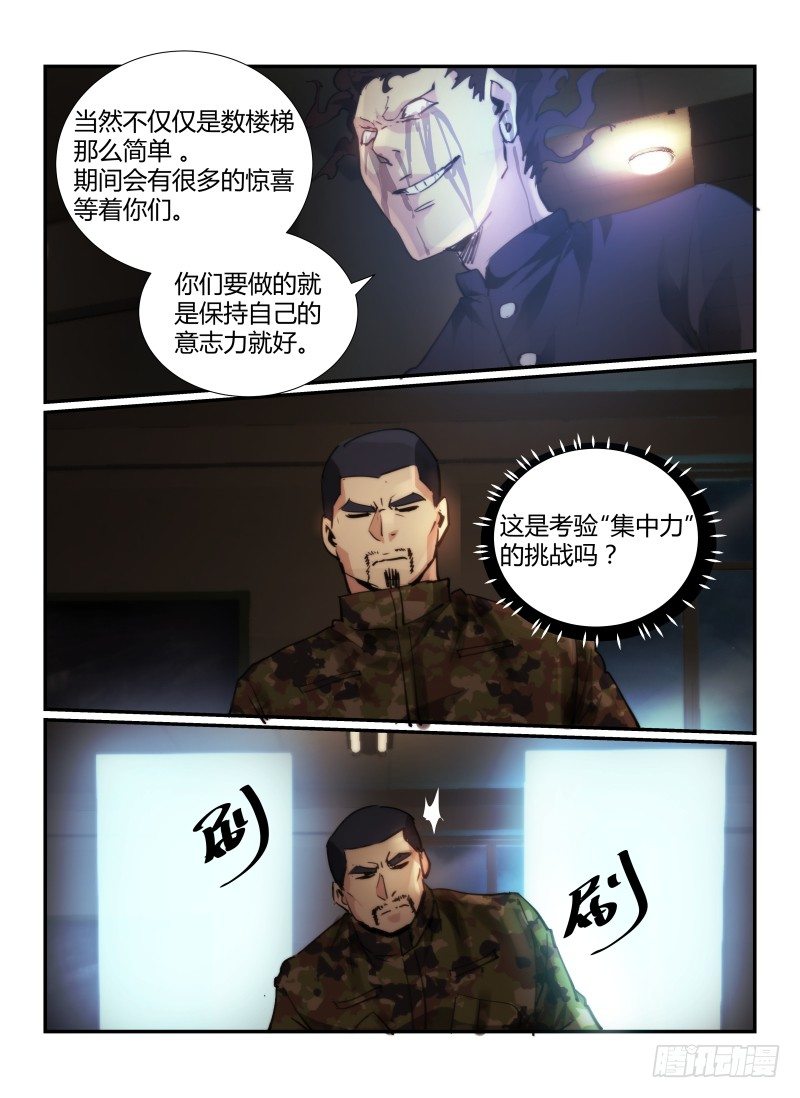 当然不仅仅是数楼梯
那么简单 。
期间会有很多的惊喜
等着你们。
你们要做的就
是保持自己的
意志力就好。
这是考验“集中力”
的挑战吗？
刷
刷
腾讯动漫